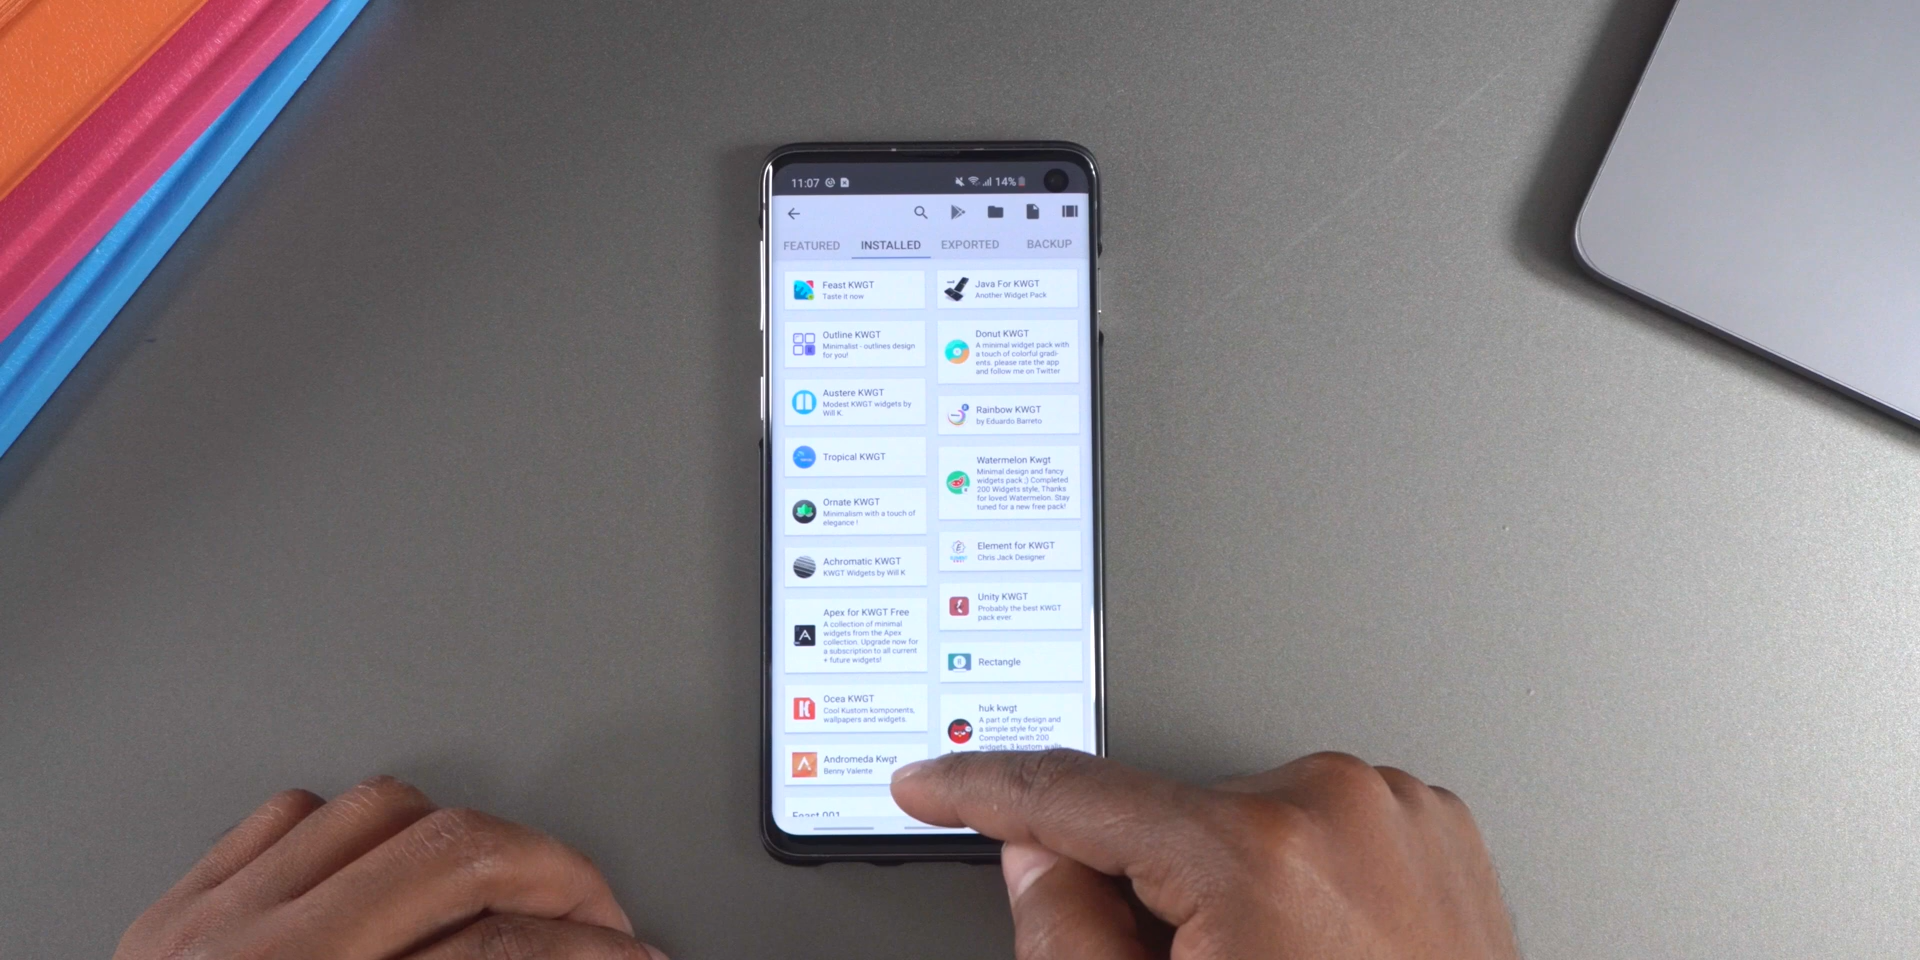 11:07
14%
FEATURED
INSTALLED
EXPORTED
BACKUP
Feast KWGT
Taste it now
Outline KWGT
Minimalist - outlines design
for you!
Austere KWGT
Modest KWGT widgets by
Will K.
Tropical KWGT
Ornate KWGT
Minimalism with a touch of
elegance !
Achromatic KWGT
KWGT Widgets by Will K
Apex for KWGT Free
A collection of minimal
widgets from the Apex
collection. Upgrade now for
a subscription to all current
+ future widgets!
Ocea KWGT
Cool Kustom komponents,
wallpapers and widgets.
Andromeda Kwgt
Benny Valente
Feast 001
Java For KWGT
Another Widget Pack
Donut KWGT
A minimal widget pack with
a touch of colorful gradi-
ents. please rate the app
and follow me on Twitter
Rainbow KWGT
by Eduardo Barreto
Watermelon Kwgt
Minimal design and fancy
widgets pack ;) Completed
200 Widgets style, Thanks
for loved Watermelon. Stay
tuned for a new free pack!
Element for KWGT
Chris Jack Designer
Unity KWGT
Probably the best KWGT
pack ever
Rectangle
huk kwgt
A part of my design and
a simple style for you!
Completed with 200
widgets, 3 kustom walls